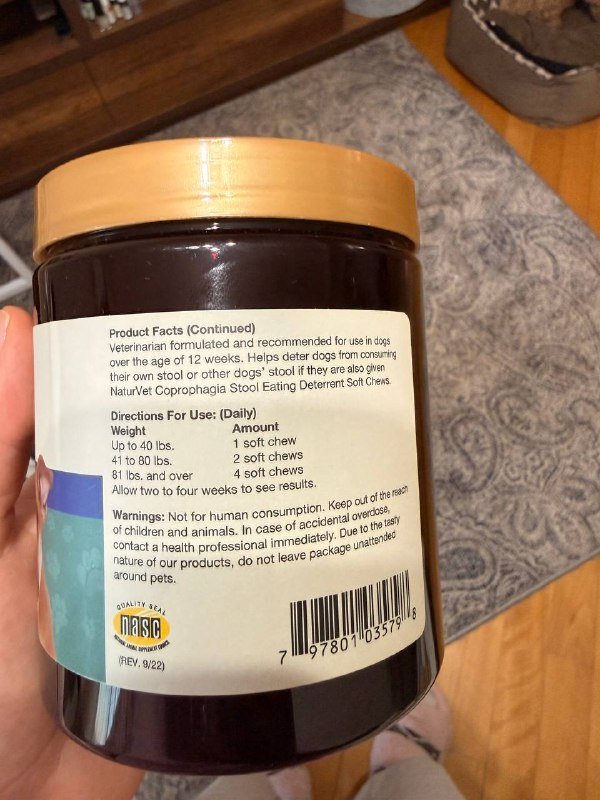 Product Facts (Continued)
Veterinarian formulated and recommended for use in dogs
over the age of 12 weeks. Helps deter dogs from consuming
their own stool or other dogs' stool if they are also given
NaturVet Coprophagia Stool Eating Deterrent Soft Chews.
Directions For Use: (Daily)
Weight Amount
Up to 40 lbs. 1 soft chew
41 to 80 lbs. 2 soft chews
81 lbs. and over 4 soft chews
Allow two to four weeks to see results.
Warnings: Not for human consumption. Keep out of the reach
of children and animals. In case of accidental overdose,
contact a health professional immediately. Due to the tasty
nature of our products, do not leave package unattended
around pets.
QUALITY SEAL
nasc
NATIONAL ANIMAL SUPPLEMENT COUNCIL
(REV. 9/22)
7 97801 03579 8